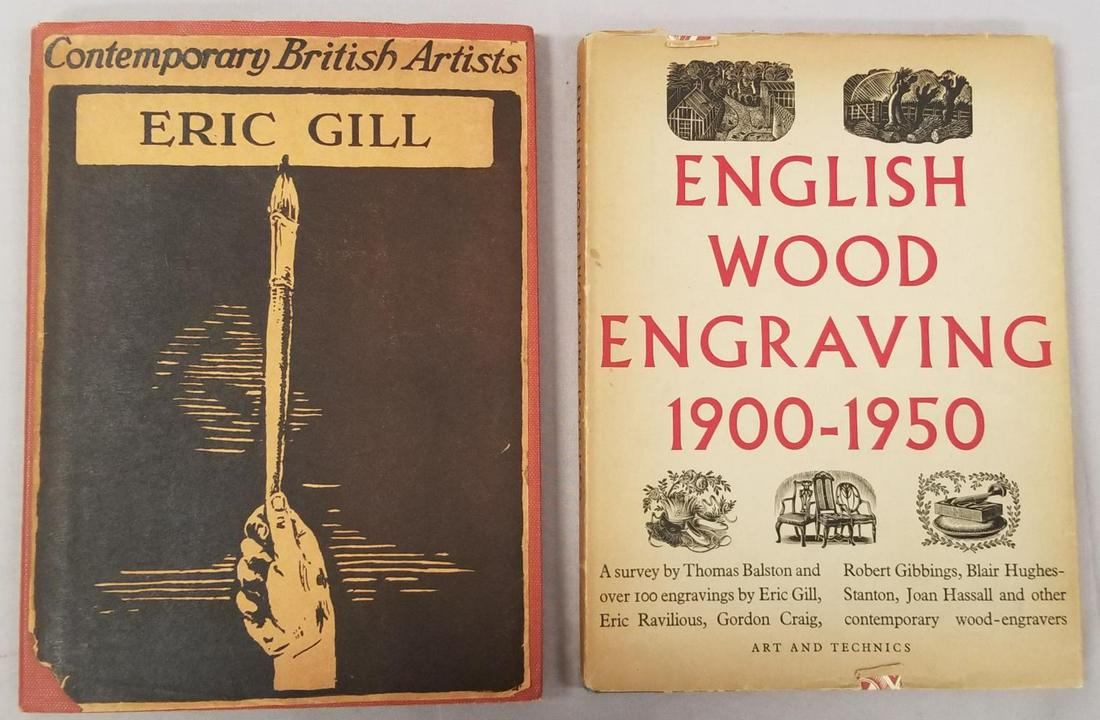 Contemporary British Artists
ERIC GILL
ENGLISH
WOOD
ENGRAVING
1900-1950
A survey by Thomas Balston and
over 100 engravings by Eric Gill,
Eric Ravilious, Gordon Craig,
Robert Gibbings, Blair Hughes-
Stanton, Joan Hassall and other
contemporary wood-engravers
ART AND TECHNICS